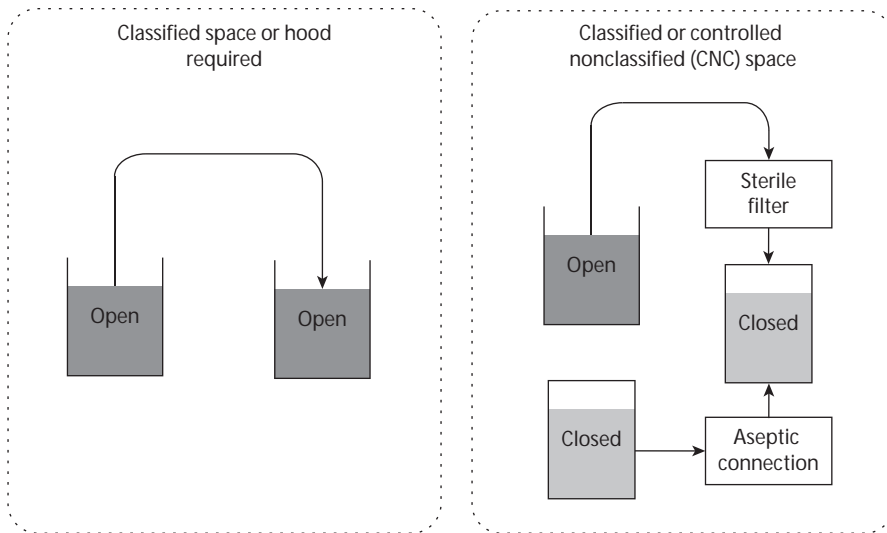 Classified space or hood
required
Open
Open
Classified or controlled
nonclassified (CNC) space
Sterile
filter
Open
Closed
Closed
Aseptic
connection